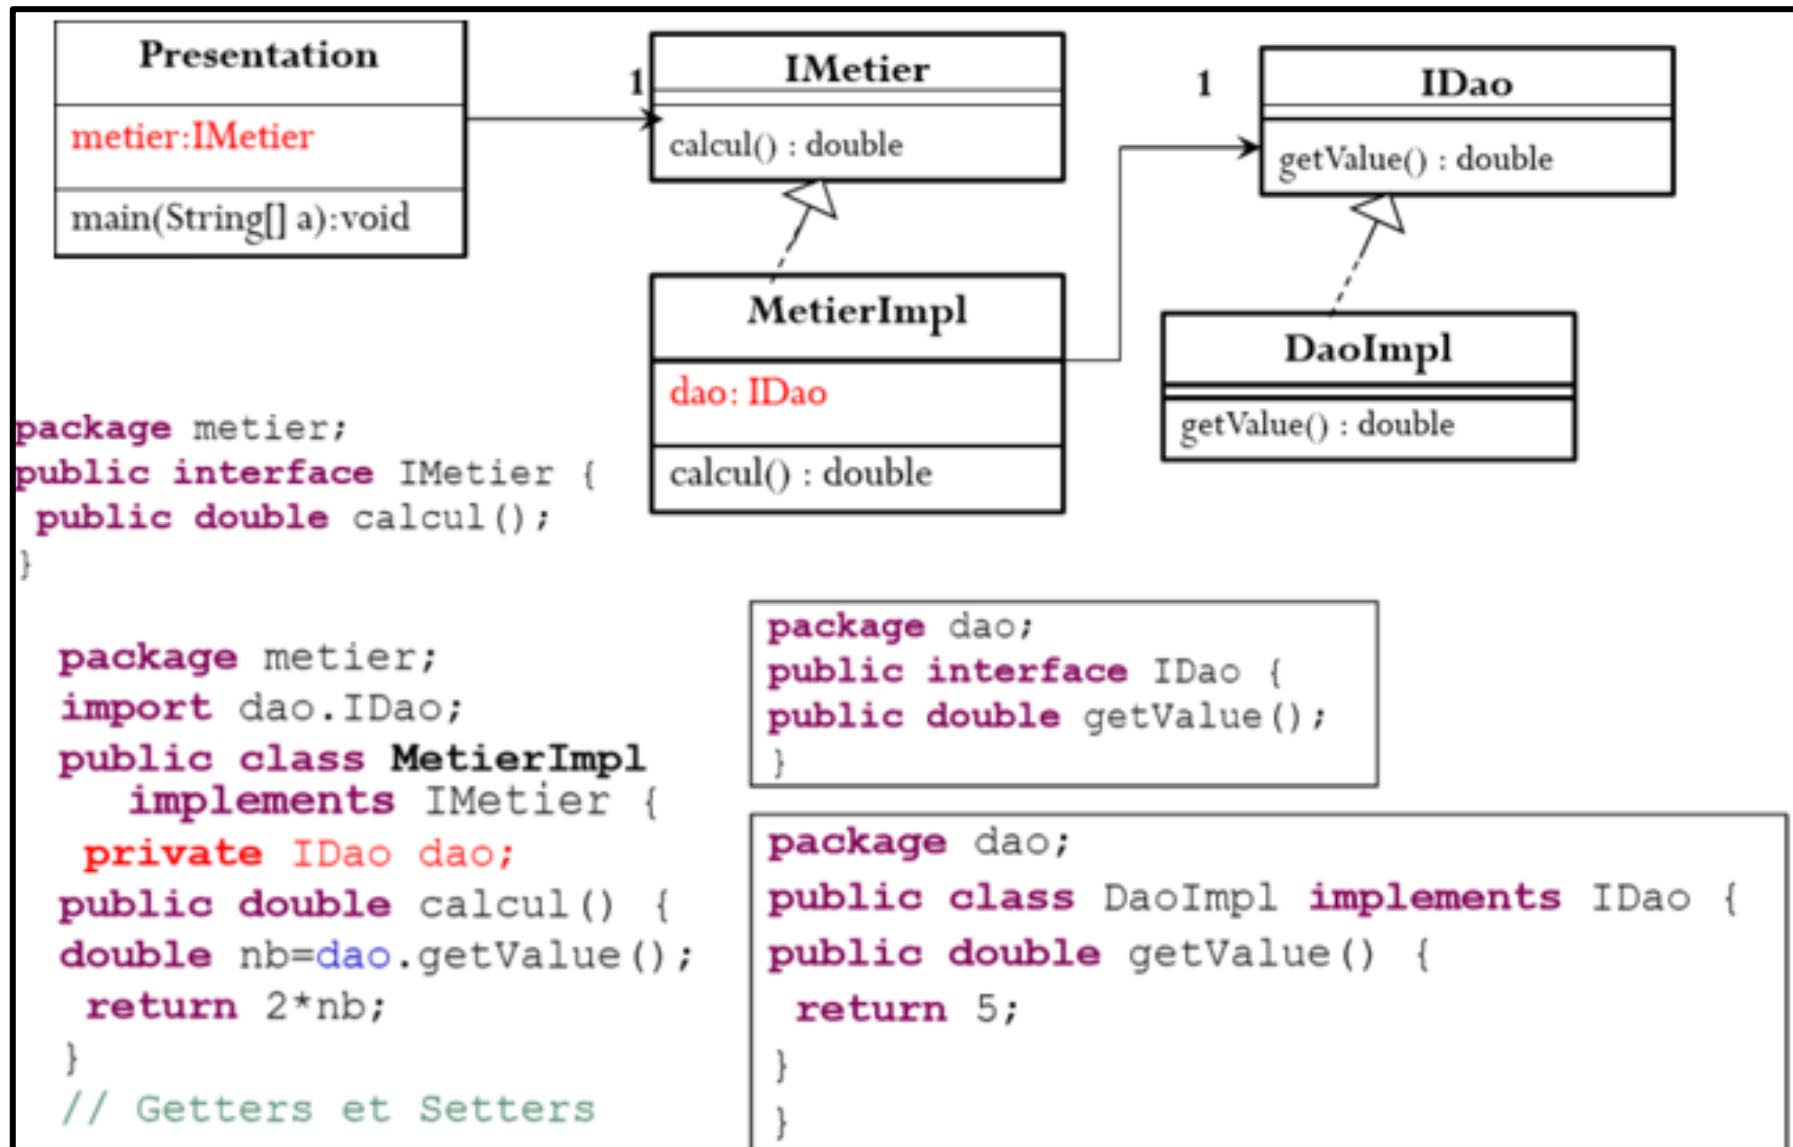 Presentation
metier:IMetier
main(String[] a):void
1
IMetier
calcul() : double
1
IDao
getValue() : double
MetierImpl
dao: IDao
calcul() : double
DaoImpl
getValue() : double
package metier;
public interface IMetier {
public double calcul();
}
package metier;
import dao.IDao;
public class MetierImpl
implements IMetier {
private IDao dao;
public double calcul() {
double nb=dao.getValue();
return 2*nb;
}
// Getters et Setters
package dao;
public interface IDao {
public double getValue();
}
package dao;
public class DaoImpl implements IDao {
public double getValue() {
return 5;
}
}